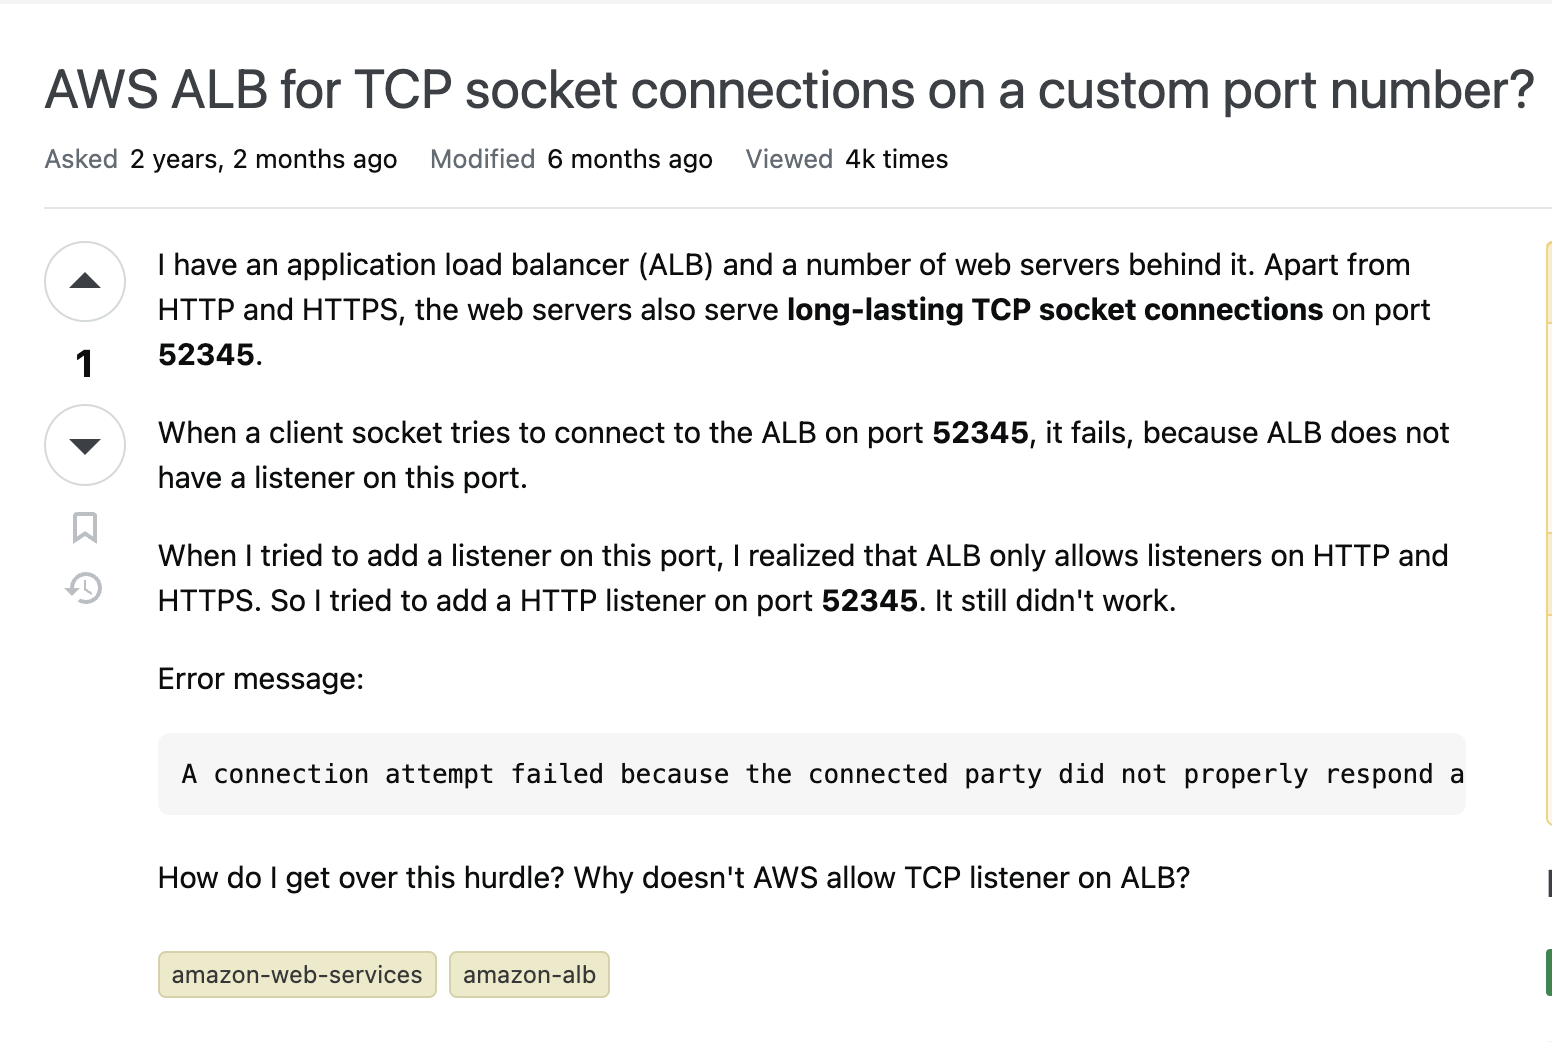 AWS ALB for TCP socket connections on a custom port number?
Asked 2 years, 2 months ago Modified 6 months ago Viewed 4k times
I have an application load balancer (ALB) and a number of web servers behind it. Apart from
HTTP and HTTPS, the web servers also serve long-lasting TCP socket connections on port
52345.
1
When a client socket tries to connect to the ALB on port 52345, it fails, because ALB does not
have a listener on this port.
When I tried to add a listener on this port, I realized that ALB only allows listeners on HTTP and
HTTPS. So I tried to add a HTTP listener on port 52345. It still didn't work.
Error message:
A connection attempt failed because the connected party did not properly respond a
How do I get over this hurdle? Why doesn't AWS allow TCP listener on ALB?
amazon-web-services amazon-alb